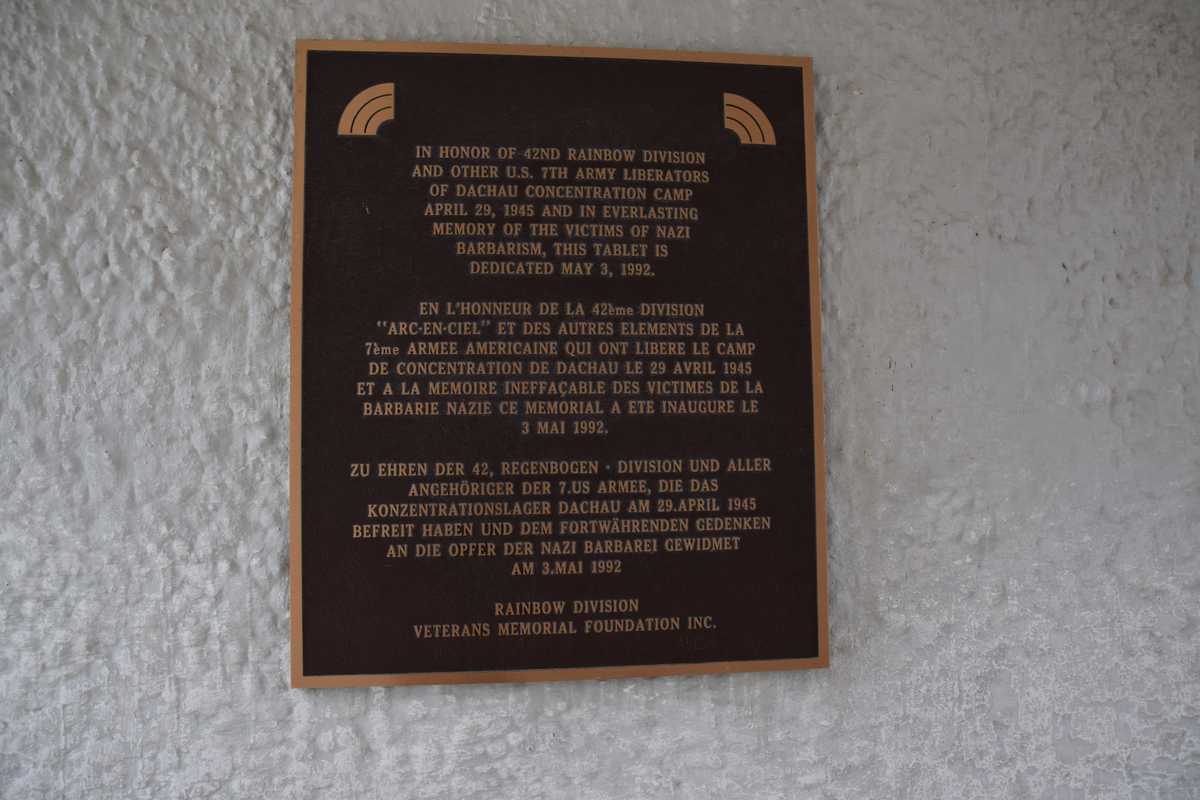 IN HONOR OF 42ND RAINBOW DIVISION
AND OTHER U.S. 7TH ARMY LIBERATORS
OF DACHAU CONCENTRATION CAMP
APRIL 29, 1945 AND IN EVERLASTING
MEMORY OF THE VICTIMS OF NAZI
BARBARISM, THIS TABLET IS
DEDICATED MAY 3, 1992.
EN L'HONNEUR DE LA 42ème DIVISION
"ARC-EN-CIEL" ET DES AUTRES ELEMENTS DE LA
7ème ARMEE AMERICAINE QUI ONT LIBERE LE CAMP
DE CONCENTRATION DE DACHAU LE 29 AVRIL 1945
ET A LA MEMOIRE INEFFAÇABLE DES VICTIMES DE LA
BARBARIE NAZIE CE MEMORIAL A ETE INAUGURE LE
3 MAI 1992.
ZU EHREN DER 42, REGENBOGEN - DIVISION UND ALLER
ANGEHÖRIGER DER 7.US ARMEE, DIE DAS
KONZENTRATIONSLAGER DACHAU AM 29.APRIL 1945
BEFREIT HABEN UND DEM FORTWÄHRENDEN GEDENKEN
AN DIE OPFER DER NAZI BARBAREI GEWIDMET
AM 3.MAI 1992
RAINBOW DIVISION
VETERANS MEMORIAL FOUNDATION INC.